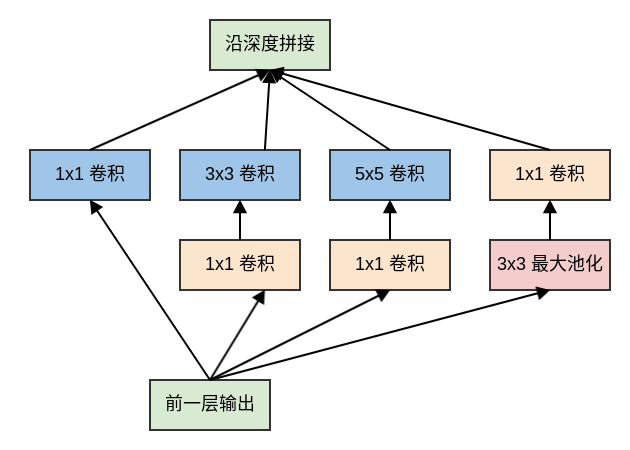 沿深度拼接
1x1 卷积
3x3 卷积
5x5 卷积
1x1 卷积
1x1 卷积
1x1 卷积
3x3 最大池化
前一层输出